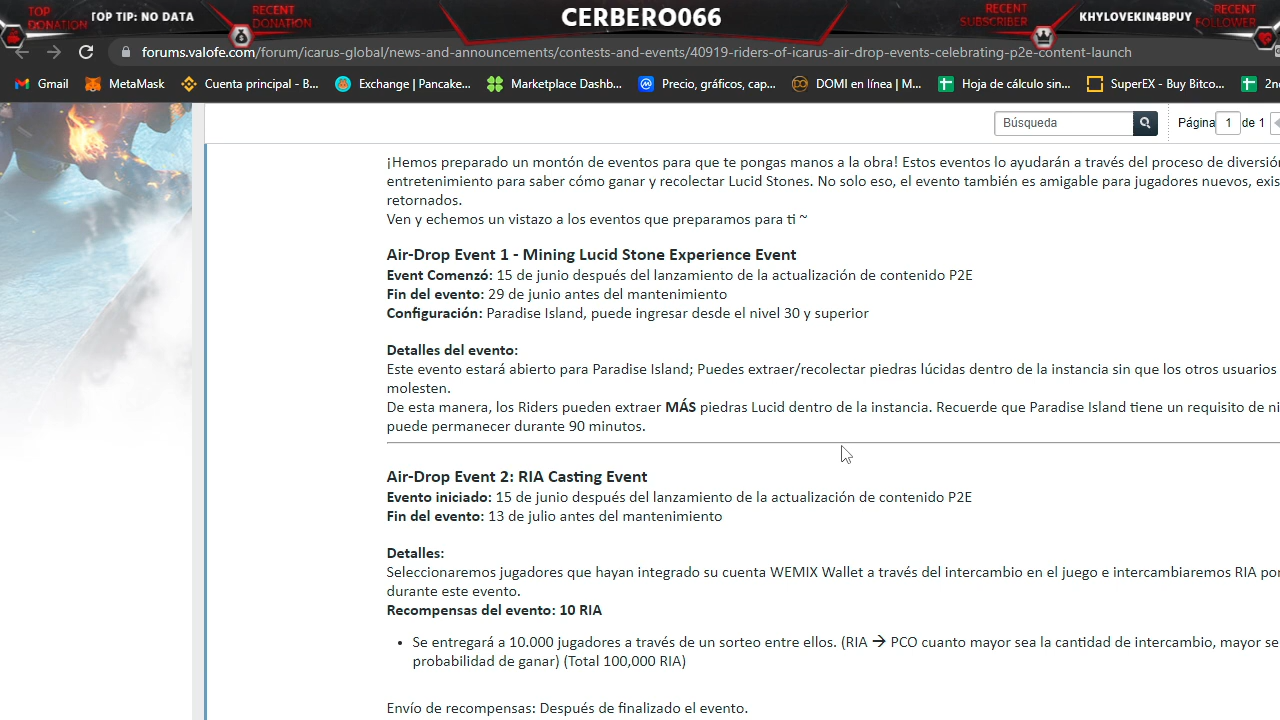 TOP DONATION
TOP TIP: NO DATA
RECENT DONATION
CERBERO066
RECENT SUBSCRIBER
KHYLOVEKIN4BPUY
RECENT FOLLOWER
forums.valofe.com/forum/icarus-global/news-and-announcements/contests-and-events/40919-riders-of-icarus-air-drop-events-celebrating-p2e-content-launch
Gmail
MetaMask
Cuenta principal - B...
Exchange | Pancake...
Marketplace Dashb...
Precio, gráficos, cap...
DOMI en línea | M...
Hoja de cálculo sin...
SuperEX - Buy Bitco...
Búsqueda
Página 1 de 1
¡Hemos preparado un montón de eventos para que te pongas manos a la obra! Estos eventos lo ayudarán a través del proceso de diversión
entretenimiento para saber cómo ganar y recolectar Lucid Stones. No solo eso, el evento también es amigable para jugadores nuevos, exis
retornados.
Ven y echemos un vistazo a los eventos que preparamos para ti ~
Air-Drop Event 1 - Mining Lucid Stone Experience Event
Event Comenzó: 15 de junio después del lanzamiento de la actualización de contenido P2E
Fin del evento: 29 de junio antes del mantenimiento
Configuración: Paradise Island, puede ingresar desde el nivel 30 y superior
Detalles del evento:
Este evento estará abierto para Paradise Island; Puedes extraer/recolectar piedras lúcidas dentro de la instancia sin que los otros usuarios
molesten.
De esta manera, los Riders pueden extraer MÁS piedras Lucid dentro de la instancia. Recuerde que Paradise Island tiene un requisito de ni
puede permanecer durante 90 minutos.
Air-Drop Event 2: RIA Casting Event
Evento iniciado: 15 de junio después del lanzamiento de la actualización de contenido P2E
Fin del evento: 13 de julio antes del mantenimiento
Detalles:
Seleccionaremos jugadores que hayan integrado su cuenta WEMIX Wallet a través del intercambio en el juego e intercambiaremos RIA por
durante este evento.
Recompensas del evento: 10 RIA
• Se entregará a 10.000 jugadores a través de un sorteo entre ellos. (RIA → PCO cuanto mayor sea la cantidad de intercambio, mayor se
probabilidad de ganar) (Total 100,000 RIA)
Envío de recompensas: Después de finalizado el evento.